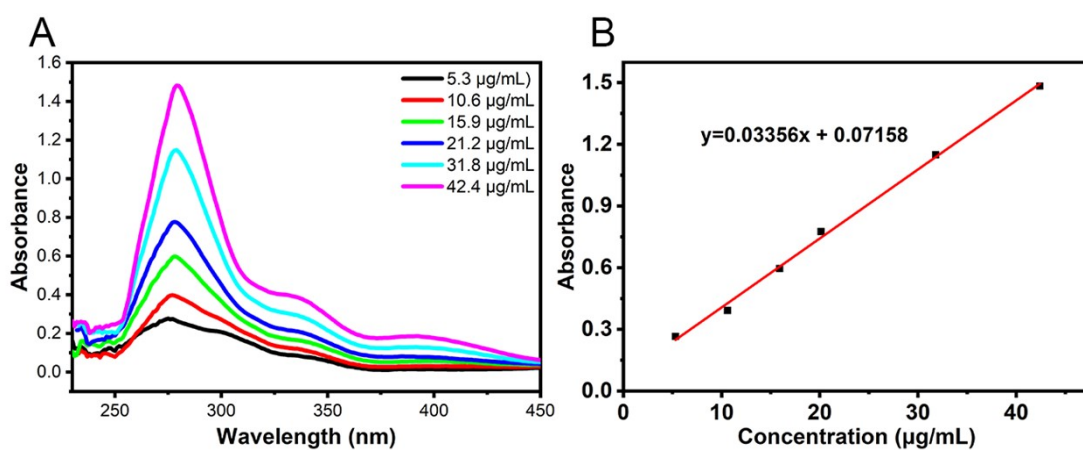 A
Absorbance
1.6
1.4
1.2
1.0
0.8
0.6
0.4
0.2
0.0
5.3 µg/mL)
10.6 µg/mL
15.9 µg/mL
21.2 µg/mL
31.8 µg/mL
42.4 µg/mL
250 300 350 400 450
Wavelength (nm)
B
Absorbance
1.5
1.2
0.9
0.6
0.3
0.0
y=0.03356x + 0.07158
0 10 20 30 40
Concentration (µg/mL)